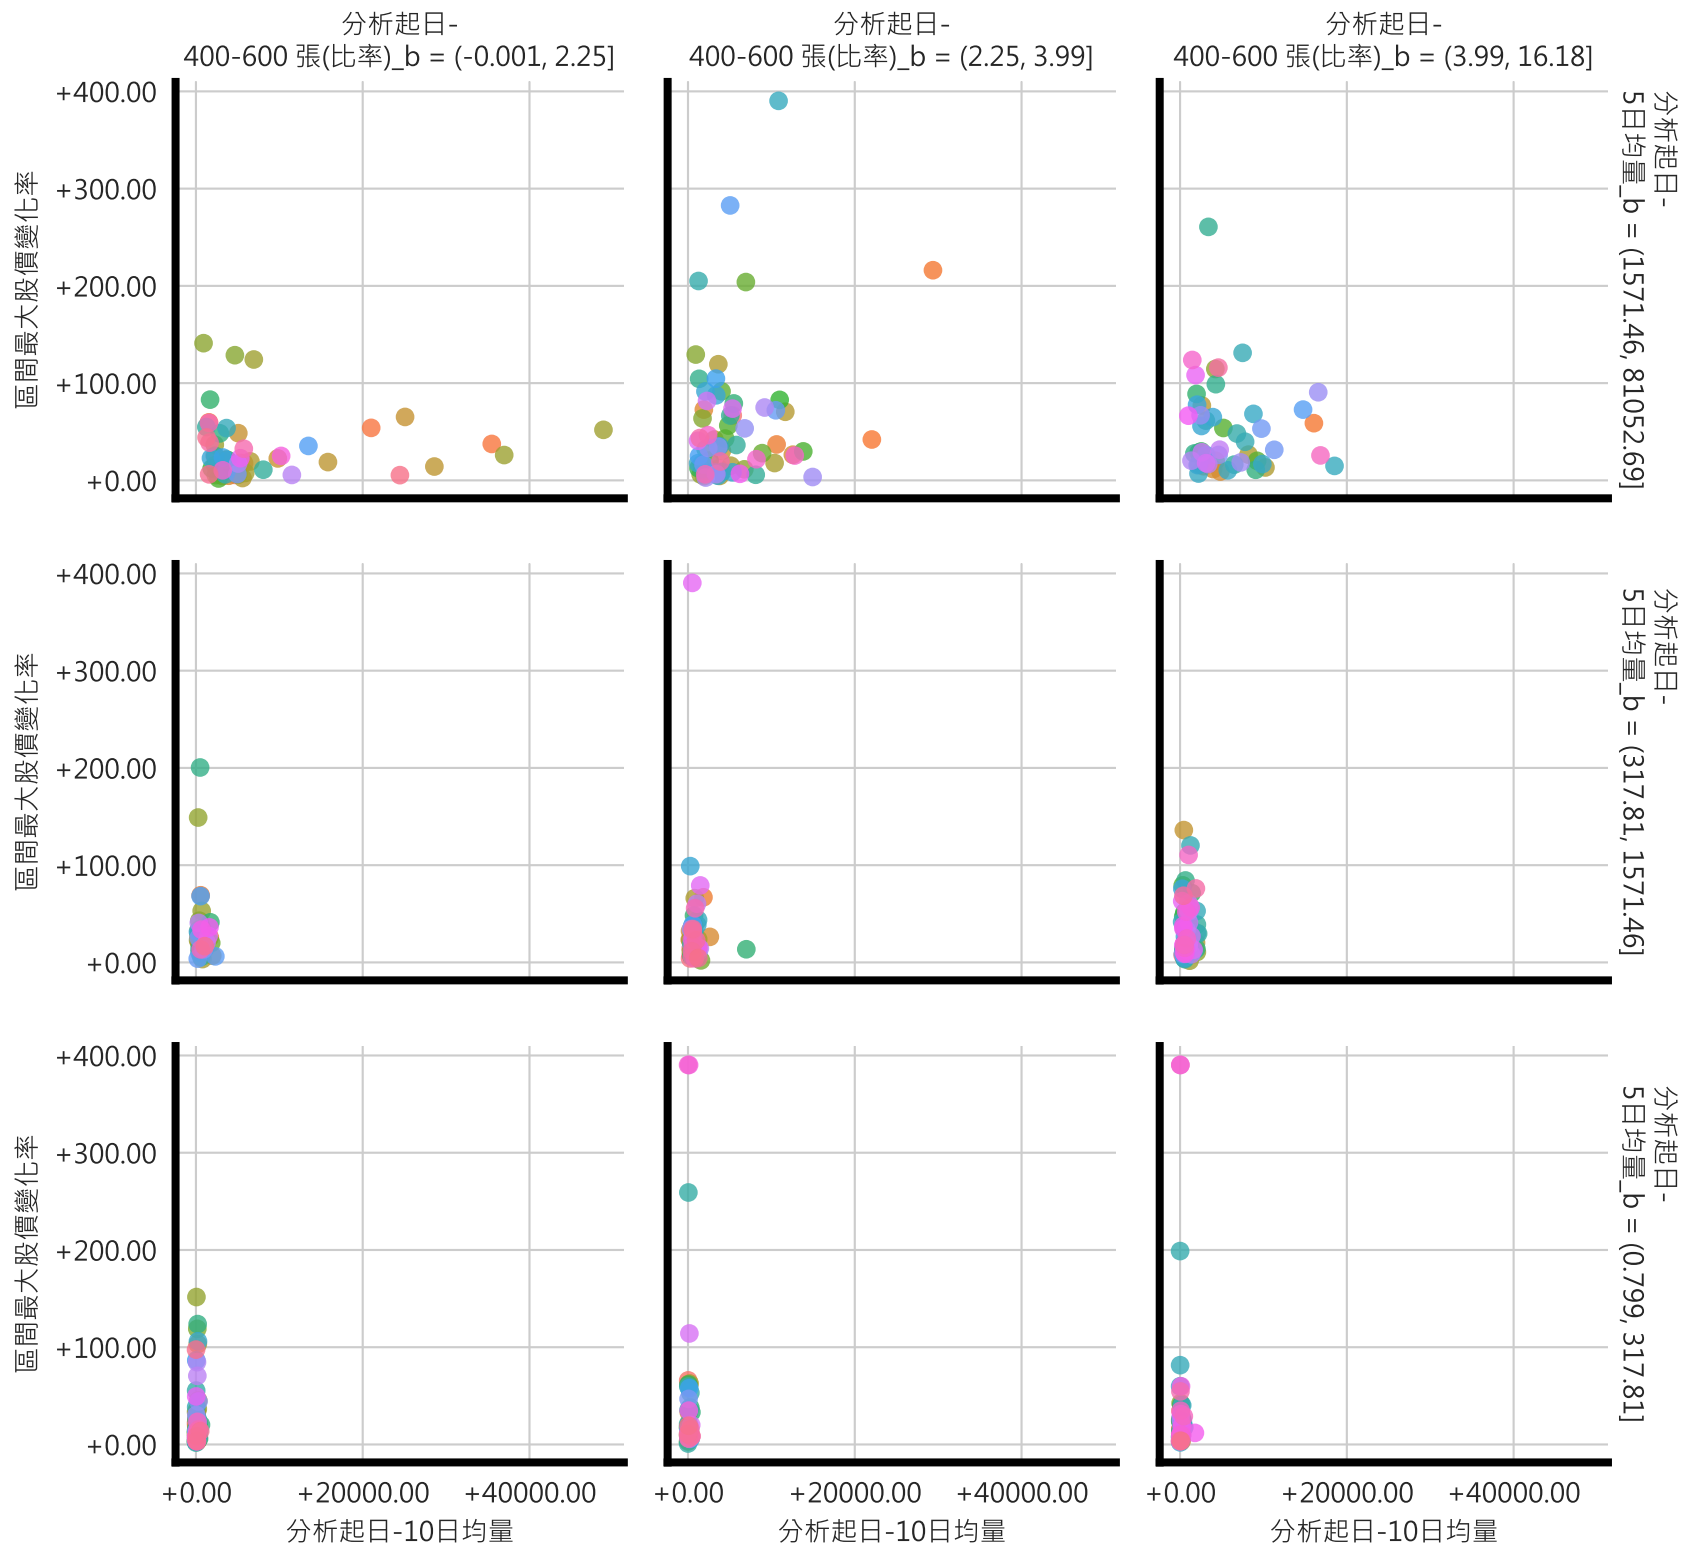 分析起日-
400-600 張(比率)_b = (-0.001, 2.25]
分析起日-
400-600 張(比率)_b = (2.25, 3.99]
分析起日-
400-600 張(比率)_b = (3.99, 16.18]
區間最大股價變化率
+400.00
+300.00
+200.00
+100.00
+0.00
分析起日-
5日均量_b = (1571.46, 81052.69]
區間最大股價變化率
+400.00
+300.00
+200.00
+100.00
+0.00
分析起日-
5日均量_b = (317.81, 1571.46]
區間最大股價變化率
+400.00
+300.00
+200.00
+100.00
+0.00
分析起日-
5日均量_b = (0.799, 317.81]
+0.00 +20000.00 +40000.00
+0.00 +20000.00 +40000.00
+0.00 +20000.00 +40000.00
分析起日-10日均量
分析起日-10日均量
分析起日-10日均量